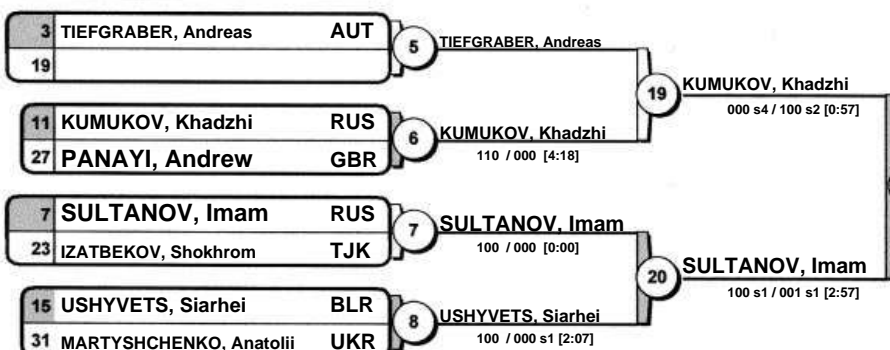 3 TIEFGRABER, Andreas AUT
19
5 TIEFGRABER, Andreas
11 KUMUKOV, Khadzhi RUS
27 PANAYI, Andrew GBR
6 KUMUKOV, Khadzhi
110 / 000 [4:18]
19 KUMUKOV, Khadzhi
000 s4 / 100 s2 [0:57]
7 SULTANOV, Imam RUS
23 IZATBEKOV, Shokhrom TJK
7 SULTANOV, Imam
100 / 000 [0:00]
15 USHYVETS, Siarhei BLR
31 MARTYSHCHENKO, Anatolii UKR
8 USHYVETS, Siarhei
100 / 000 s1 [2:07]
20 SULTANOV, Imam
100 s1 / 001 s1 [2:57]